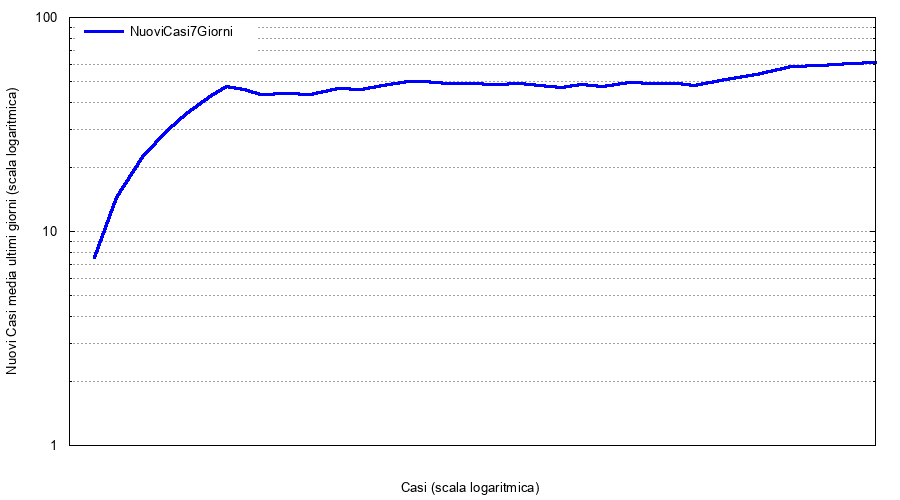 100
NuoviCasi7Giorni
10
1
Nuovi Casi media ultimi giorni (scala logaritmica)
Casi (scala logaritmica)